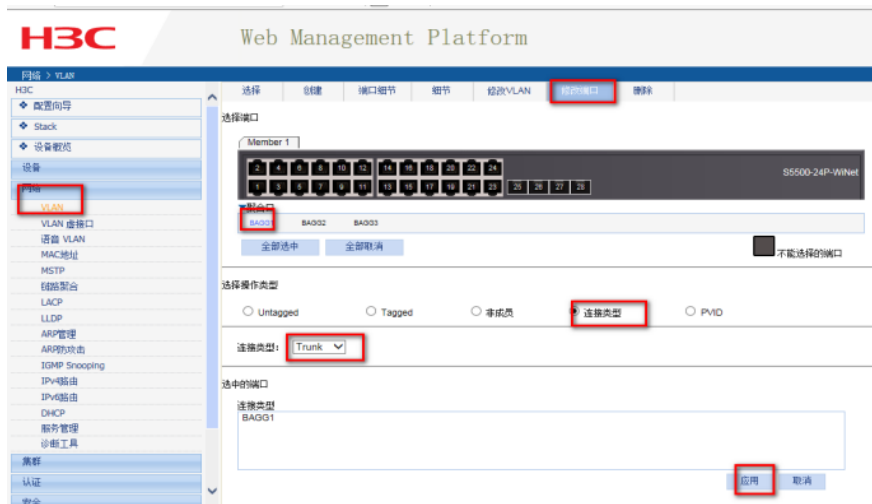 H3C
Web Management Platform
网络 > VLAN
H3C
配置向导
Stack
设备概览
设备
网络
VLAN
VLAN 虚接口
语音 VLAN
MAC地址
MSTP
链路聚合
LACP
LLDP
ARP管理
ARP防攻击
IGMP Snooping
IPv4路由
IPv6路由
DHCP
服务管理
诊断工具
集群
认证
安全
选择 创建 端口细节 细节 修改VLAN 修改端口 删除
选择端口
Member 1
2 4 6 8 10 12 14 16 18 20 22 24
1 3 5 7 9 11 13 15 17 19 21 23 25 26 27 28
S5500-24P-WiNet
聚合口
BAGG1 BAGG2 BAGG3
全部选中 全部取消
不能选择的端口
选择操作类型
Untagged Tagged 非成员 连接类型 PVID
连接类型: Trunk
选中的端口
连接类型
BAGG1
应用 取消